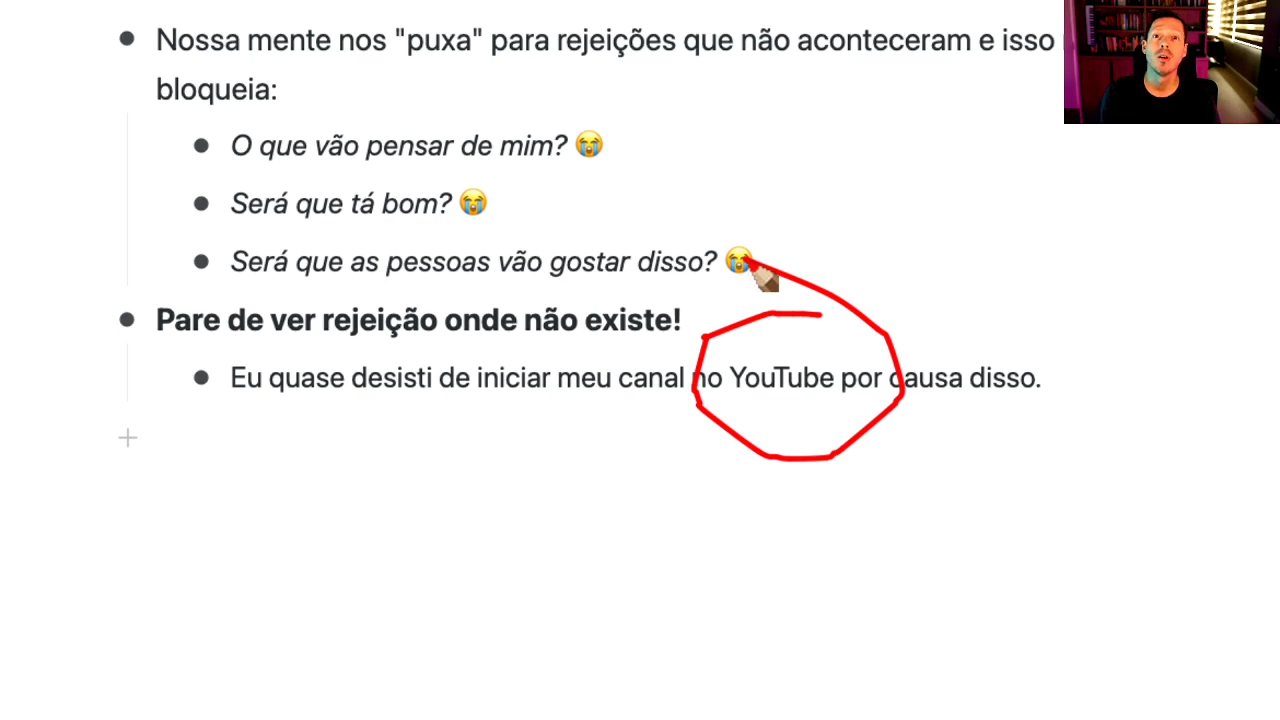 Nossa mente nos "puxa" para rejeições que não aconteceram e isso
bloqueia:
O que vão pensar de mim? 😭
Será que tá bom? 😭
Será que as pessoas vão gostar disso? 😭
Pare de ver rejeição onde não existe!
Eu quase desisti de iniciar meu canal no YouTube por causa disso.